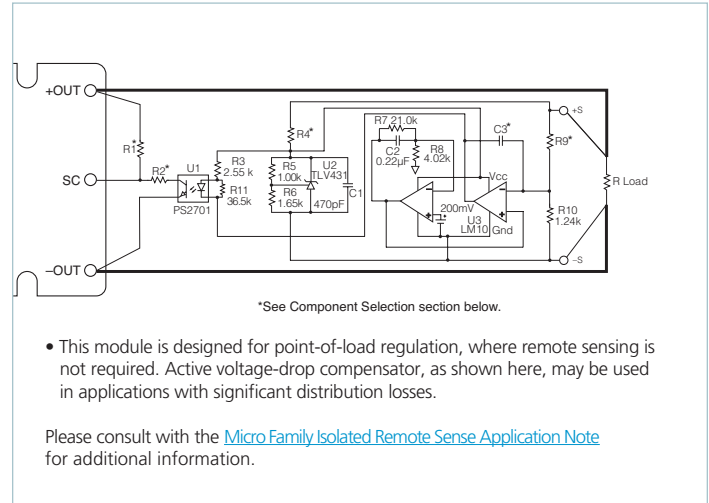 +OUT
SC
–OUT
R1*
R2*
U1
PS2701
R3
2.55 k
R11
36.5k
R4*
R5
1.00k
R6
1.65k
U2
TLV431
470pF
C1
R7 21.0k
C2
0.22µF
R8
4.02k
Vcc
200mV
U3
LM10 Gnd
C3*
R9*
R10
1.24k
+S
–S
R Load
*See Component Selection section below.
• This module is designed for point-of-load regulation, where remote sensing is
not required. Active voltage-drop compensator, as shown here, may be used
in applications with significant distribution losses.
Please consult with the Micro Family Isolated Remote Sense Application Note
for additional information.